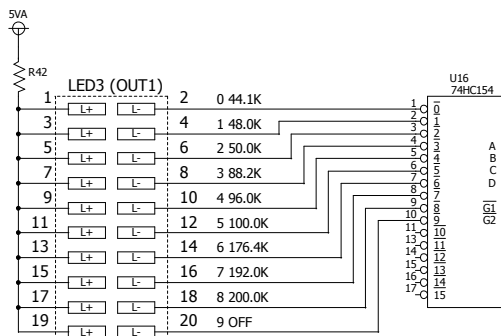 5VA
R42
LED3 (OUT1)
U16
74HC154
1 L+ L- 2 0 44.1K 1 0
3 L+ L- 4 1 48.0K 2 1
5 L+ L- 6 2 50.0K 3 2
7 L+ L- 8 3 88.2K 4 3 A
9 L+ L- 10 4 96.0K 5 4 B
11 L+ L- 12 5 100.0K 6 5 C
13 L+ L- 14 6 176.4K 7 6 D
15 L+ L- 16 7 192.0K 8 7
17 L+ L- 18 8 200.0K 9 8 G1
19 L+ L- 20 9 OFF 10 9 G2
11 10
13 11
14 12
15 13
16 14
17 15